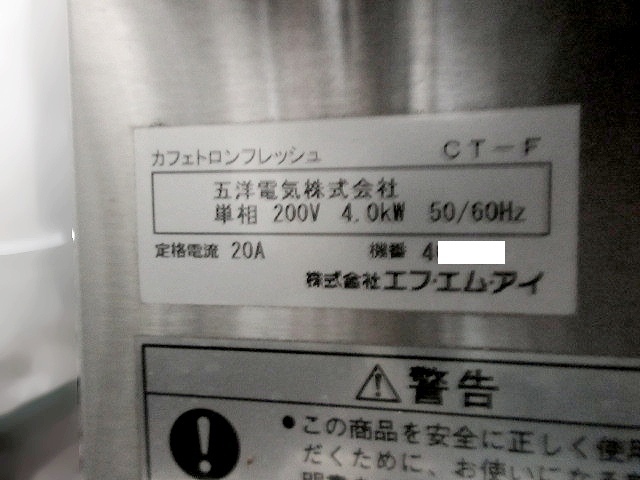 カフェトロンフレッシュ CT-F
五洋電気株式会社
単相 200V 4.0kW 50/60Hz
定格電流 20A 機番 4
株式会社エフ・エム・アイ
警告
●この商品を安全に正しく使用
だくために、お使いになる